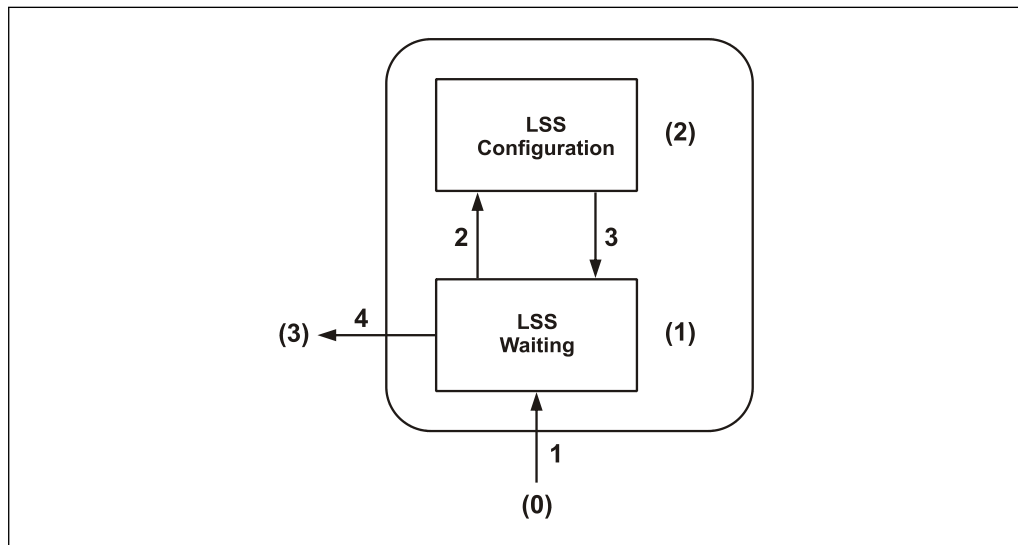 LSS
Configuration
(2)
2
3
4
(3)
LSS
Waiting
(1)
1
(0)